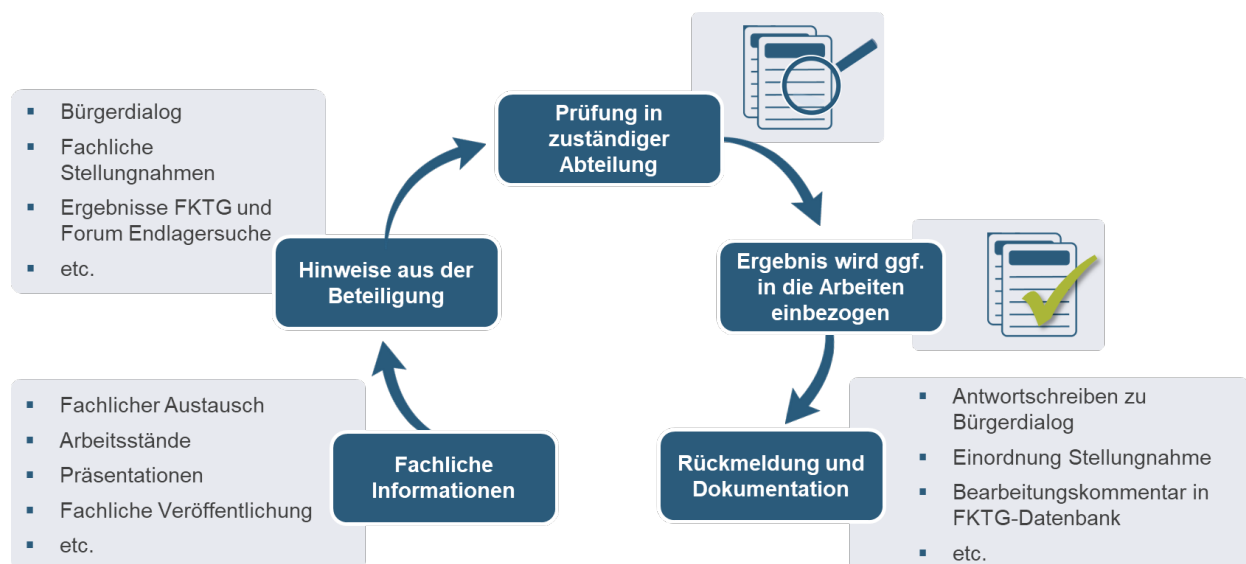 Bürgerdialog
Fachliche
Stellungnahmen
Ergebnisse FKTG und
Forum Endlagersuche
etc.
Hinweise aus der
Beteiligung
Prüfung in
zuständiger
Abteilung
Ergebnis wird ggf.
in die Arbeiten
einbezogen
Fachlicher Austausch
Arbeitsstände
Präsentationen
Fachliche Veröffentlichung
etc.
Fachliche
Informationen
Rückmeldung und
Dokumentation
Antwortschreiben zu
Bürgerdialog
Einordnung Stellungnahme
Bearbeitungskommentar in
FKTG-Datenbank
etc.